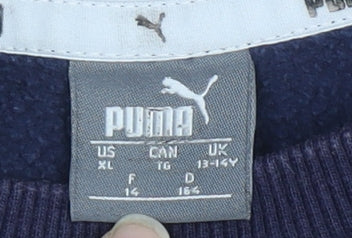 PUMA
US CAN UK
XL TG 13-14Y
F D
14 164